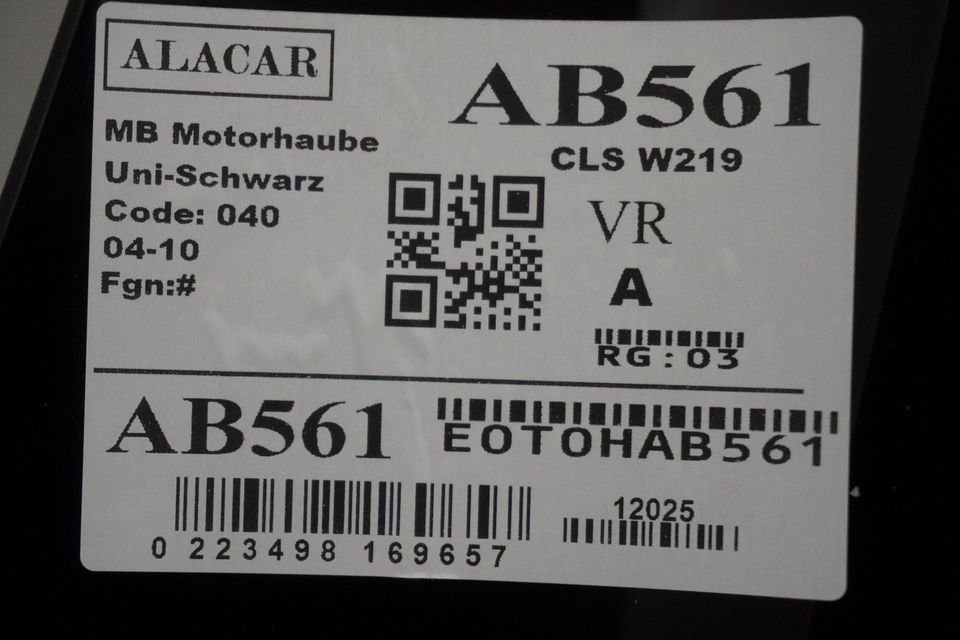 ALACAR
AB561
MB Motorhaube
CLS W219
Uni-Schwarz
Code: 040
VR
04-10
Fgn:#
A
RG:03
AB561
EOTOHAB561
12025
0 223498 169657